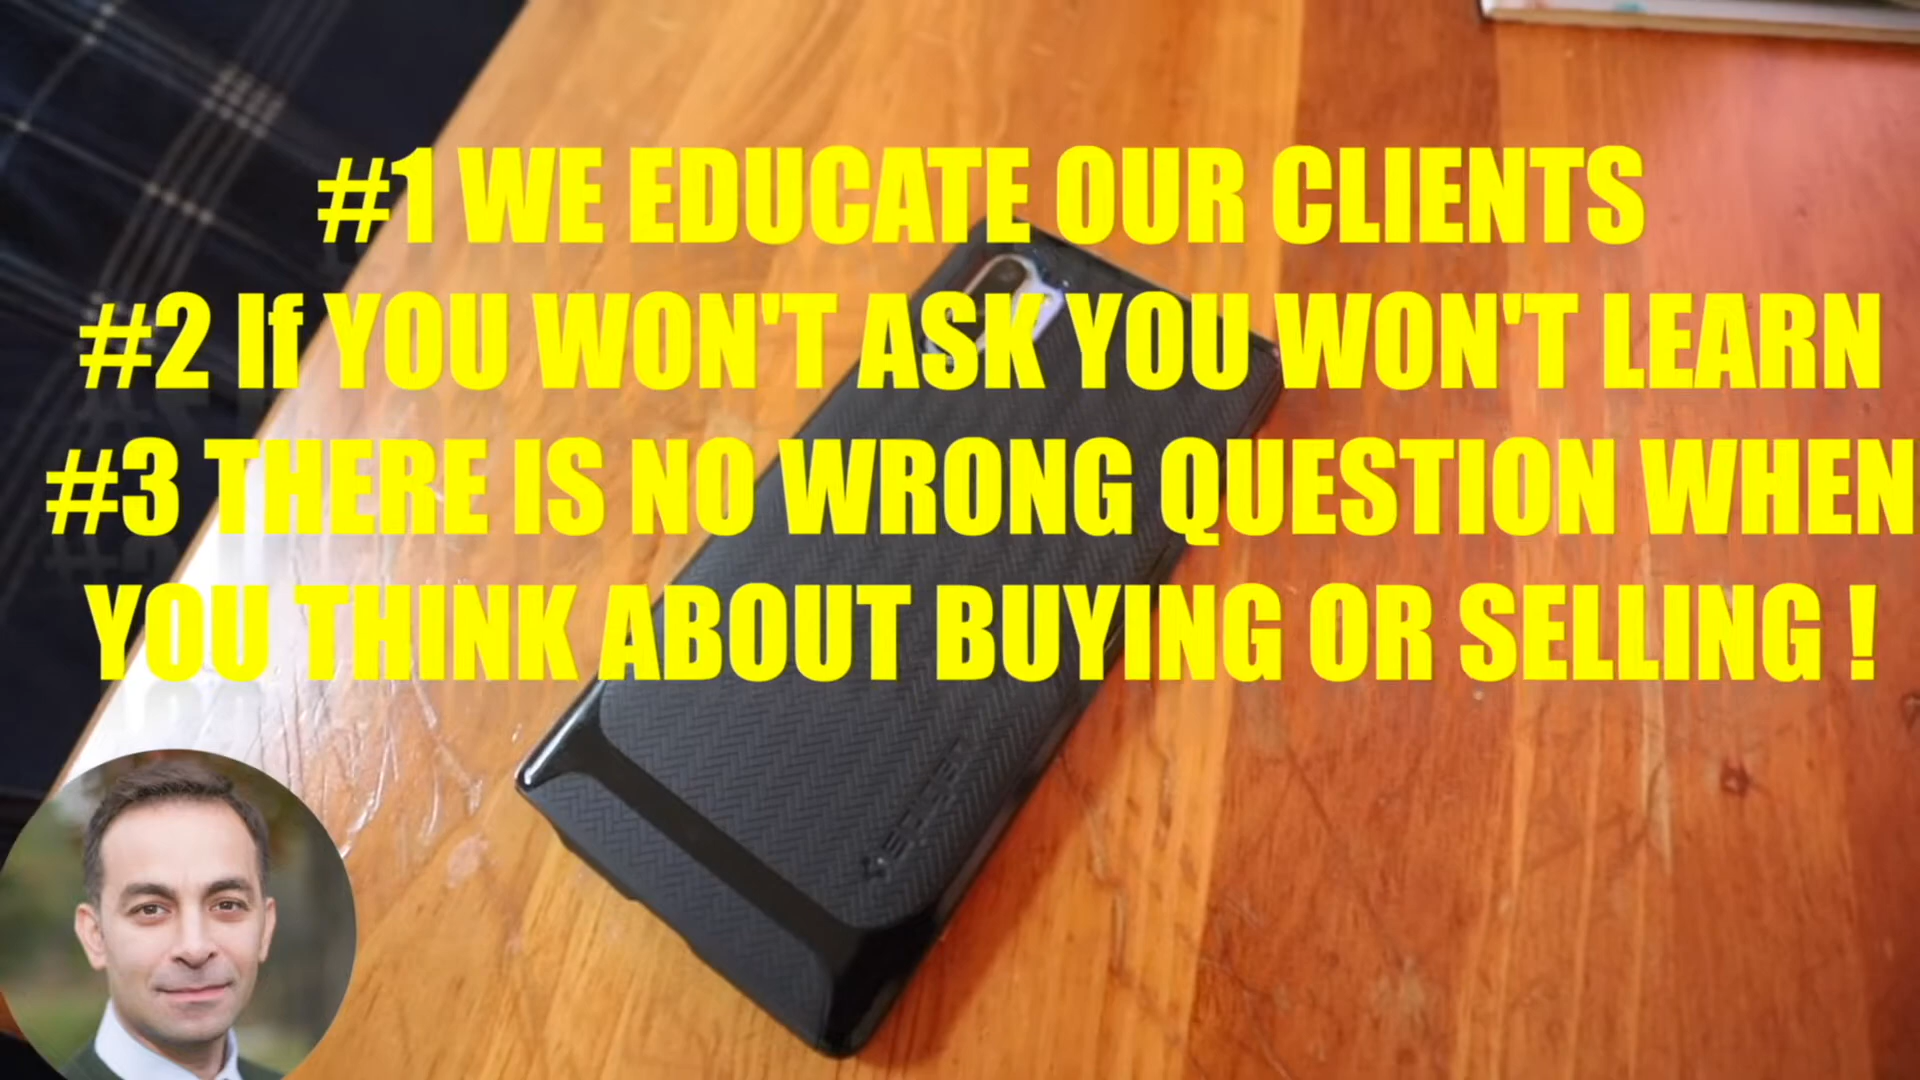 #1 WE EDUCATE OUR CLIENTS
#2 If YOU WON'T ASK YOU WON'T LEARN
#3 THERE IS NO WRONG QUESTION WHEN
YOU THINK ABOUT BUYING OR SELLING !
spigen